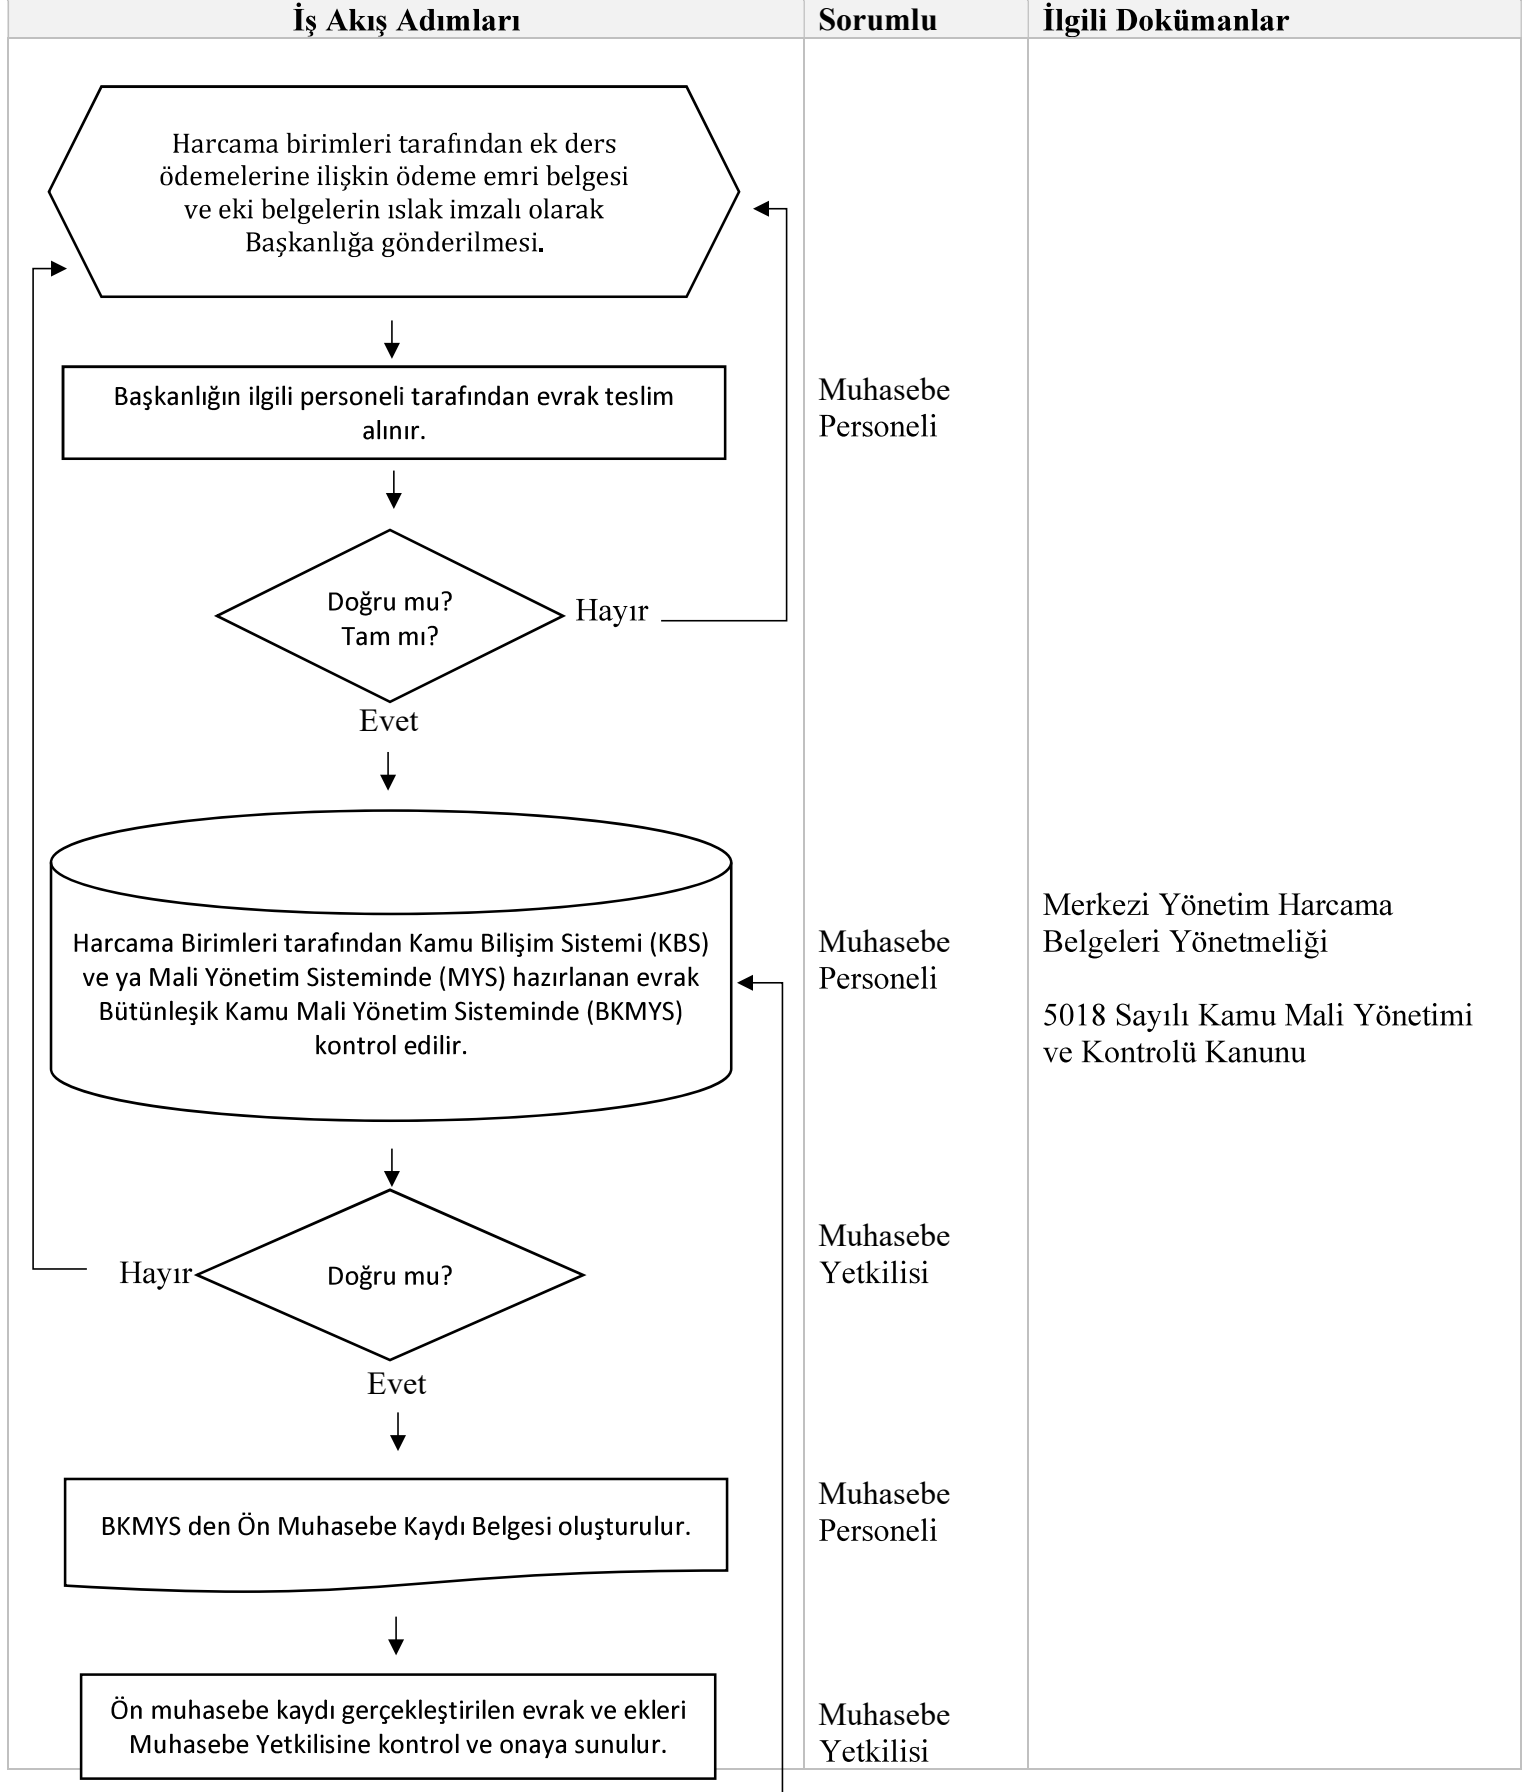 İş Akış Adımları
Sorumlu
İlgili Dokümanlar
Harcama birimleri tarafından ek ders
ödemelerine ilişkin ödeme emri belgesi
ve eki belgelerin ıslak imzalı olarak
Başkanlığa gönderilmesi.
Başkanlığın ilgili personeli tarafından evrak teslim
alınır.
Muhasebe
Personeli
Doğru mu?
Tam mı?
Hayır
Evet
Harcama Birimleri tarafından Kamu Bilişim Sistemi (KBS)
ve ya Mali Yönetim Sisteminde (MYS) hazırlanan evrak
Bütünleşik Kamu Mali Yönetim Sisteminde (BKMYS)
kontrol edilir.
Muhasebe
Personeli
Merkezi Yönetim Harcama
Belgeleri Yönetmeliği
5018 Sayılı Kamu Mali Yönetimi
ve Kontrolü Kanunu
Hayır
Doğru mu?
Muhasebe
Yetkilisi
Evet
BKMYS den Ön Muhasebe Kaydı Belgesi oluşturulur.
Muhasebe
Personeli
Ön muhasebe kaydı gerçekleştirilen evrak ve ekleri
Muhasebe Yetkilisine kontrol ve onaya sunulur.
Muhasebe
Yetkilisi